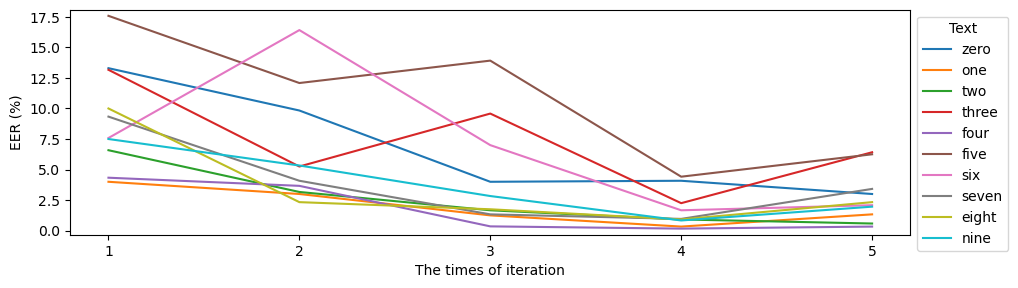 17.5
15.0
12.5
10.0
7.5
5.0
2.5
0.0
EER (%)
1 2 3 4 5
The times of iteration
Text
zero
one
two
three
four
five
six
seven
eight
nine